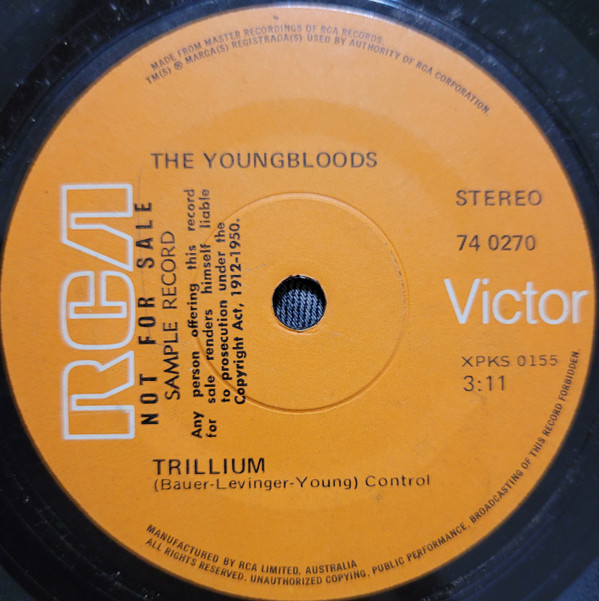 MADE FROM MASTER RECORDINGS OF RCA RECORDS.
TM(S) ® MARCA(S) REGISTRADA(S) USED BY AUTHORITY OF RCA CORPORATION.
THE YOUNGBLOODS
STEREO
74 0270
RCA
Victor
NOT FOR SALE
SAMPLE RECORD
Any person offering this record
for sale renders himself liable
to prosecution under the
Copyright Act, 1912-1950.
XPKS 0155
3:11
TRILLIUM
(Bauer-Levinger-Young) Control
MANUFACTURED BY RCA LIMITED, AUSTRALIA
ALL RIGHTS RESERVED. UNAUTHORIZED COPYING, PUBLIC PERFORMANCE, BROADCASTING OF THIS RECORD FORBIDDEN.